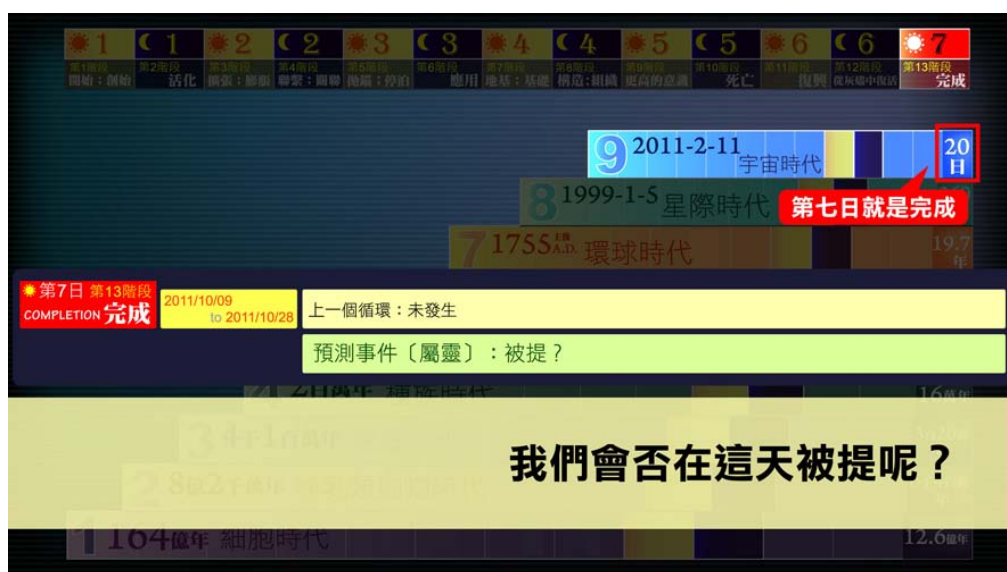 1 1 2 2 3 3 4 4 5 5 6 6 7
第1階段 第2階段 第3階段 第4階段 第5階段 第6階段 第7階段 第8階段 第9階段 第10階段 第11階段 第12階段 第13階段
開始：創始 活化 擴張：膨脹 聯繫：關聯 拋錨：停泊 應用 地基：基礎 構造：組織 更高的意識 死亡 復興 從灰燼中復活 完成
9 2011-2-11 宇宙時代 20日
8 1999-1-5 星際時代
第七日就是完成
7 1755 A.D. 環球時代 19.7年
第7日 第13階段
COMPLETION 完成
2011/10/09
to 2011/10/28
上一個循環：未發生
預測事件〔屬靈〕：被提？
我們會否在這天被提呢？
1 164億年 細胞時代 12.6億年